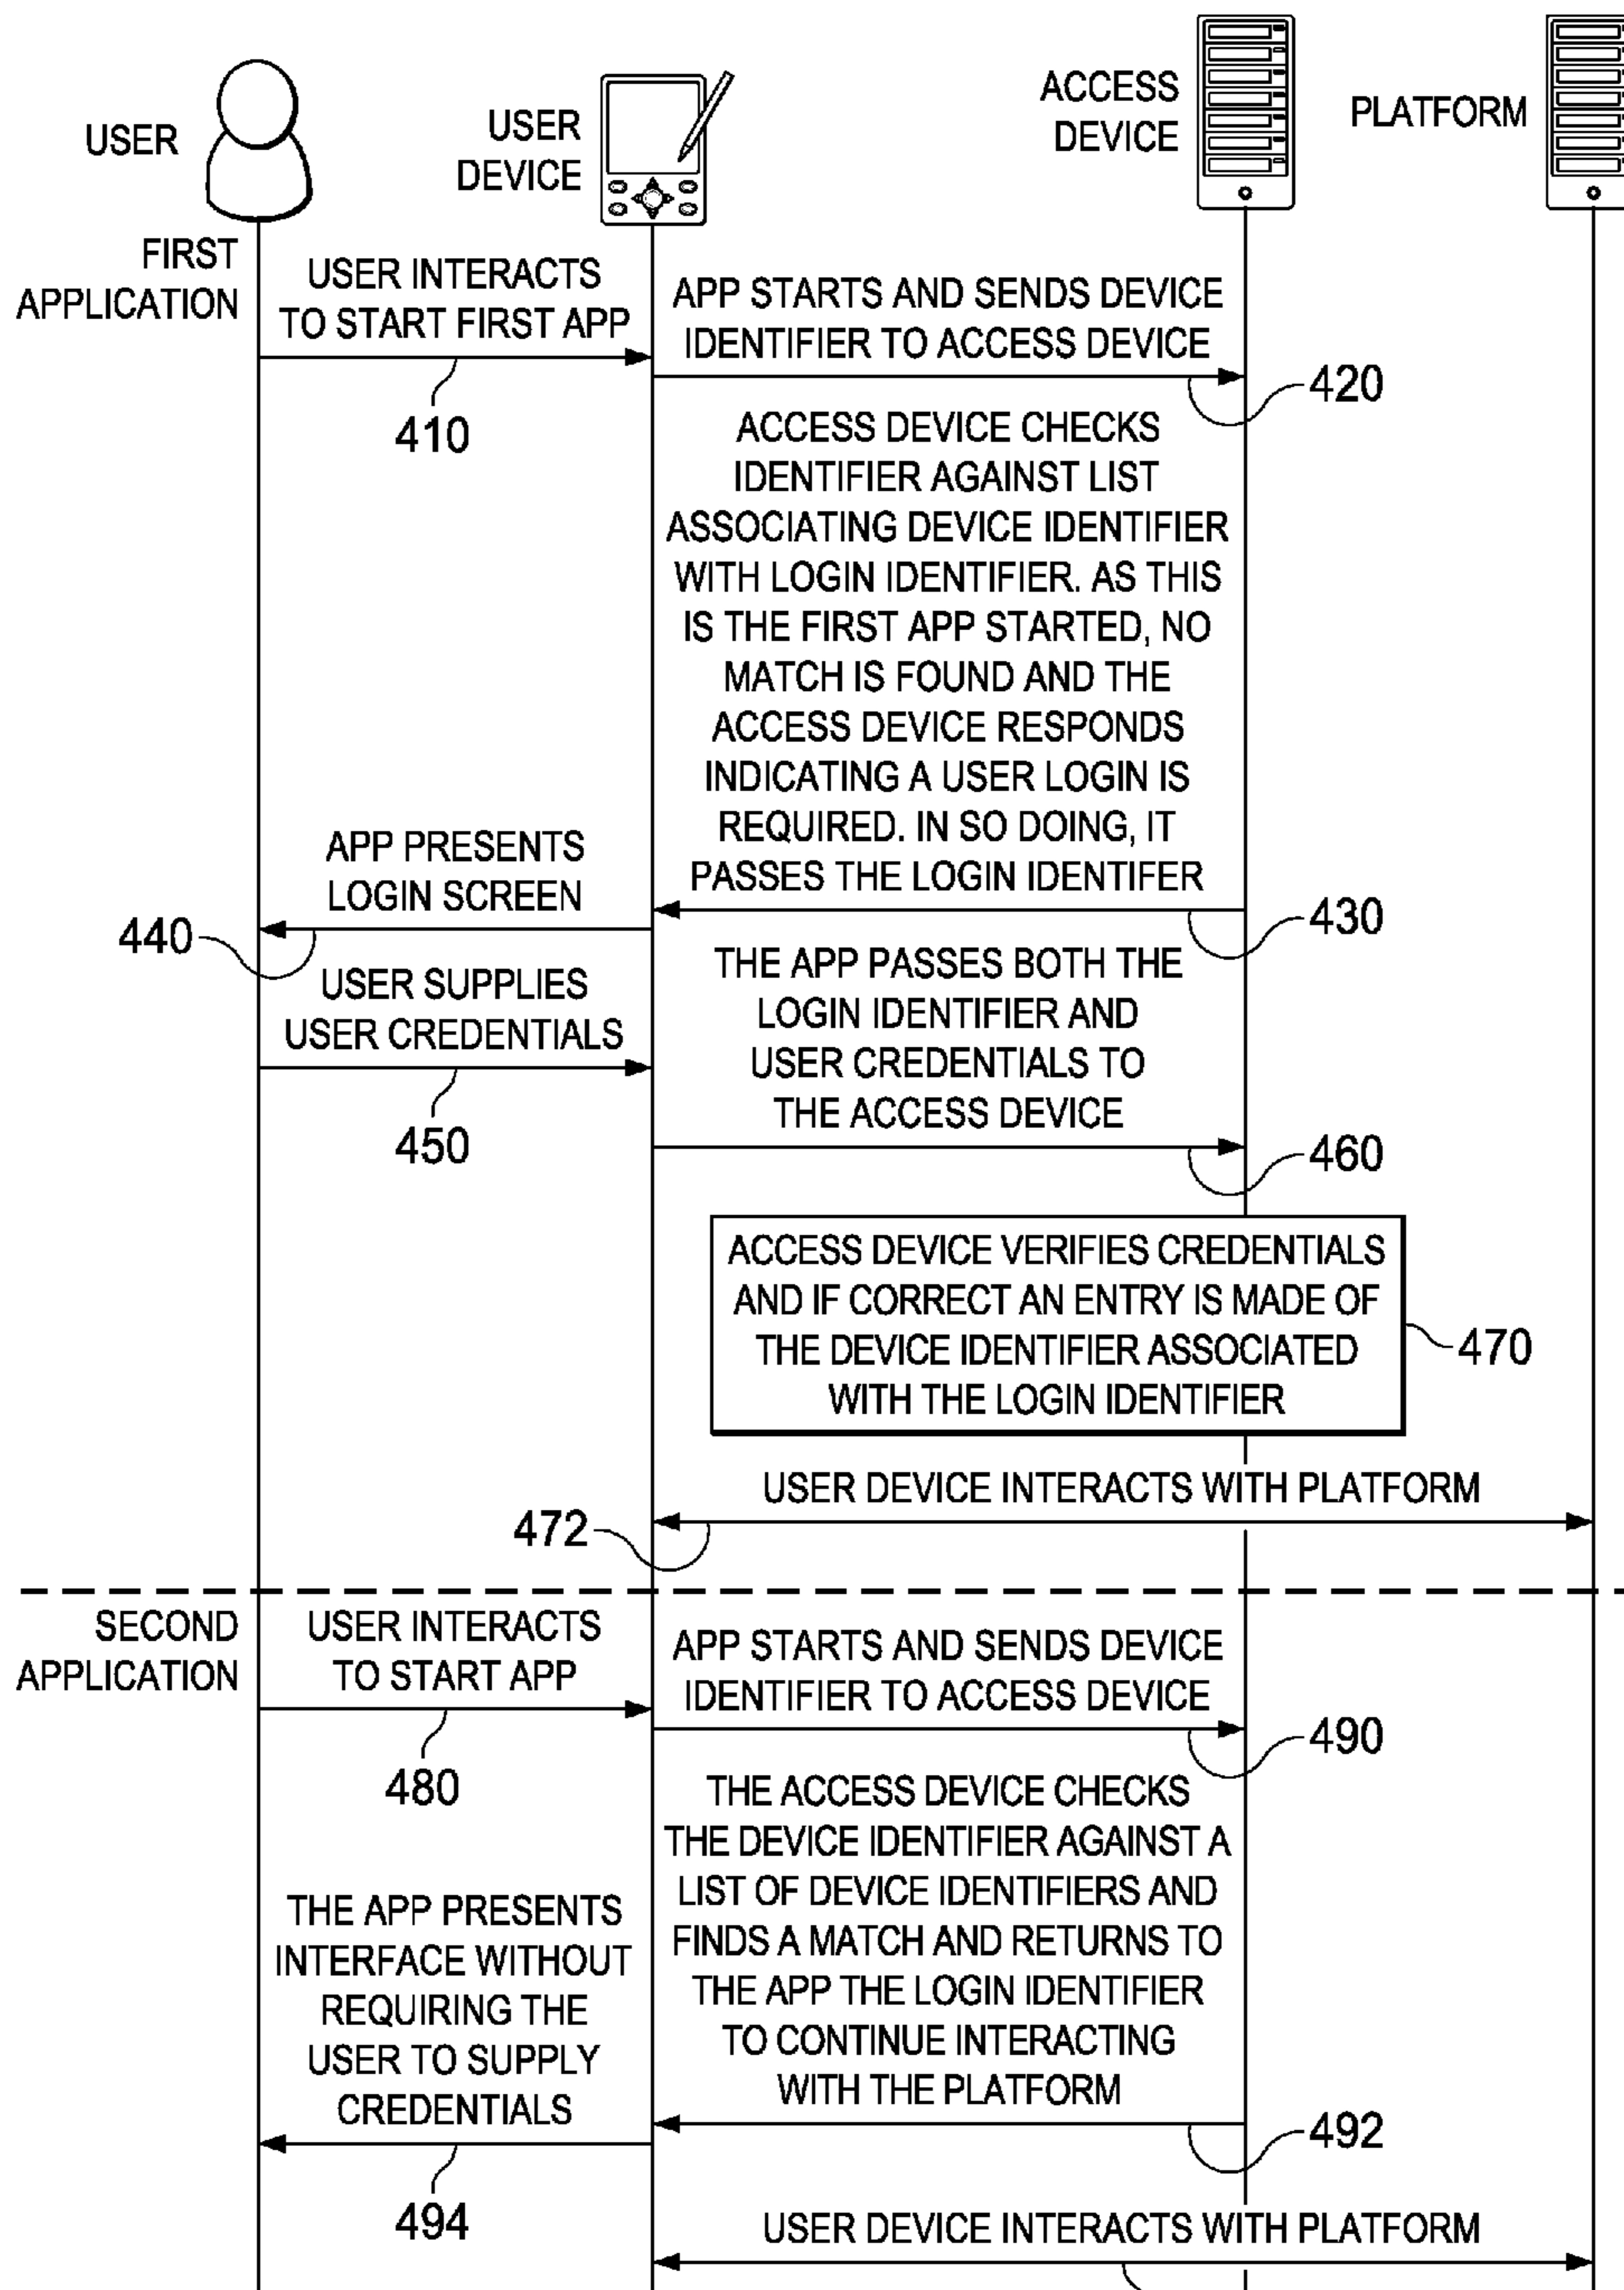 USER
USER
DEVICE
ACCESS
DEVICE
PLATFORM
FIRST
APPLICATION
USER INTERACTS
TO START FIRST APP
410
APP STARTS AND SENDS DEVICE
IDENTIFIER TO ACCESS DEVICE
420
ACCESS DEVICE CHECKS
IDENTIFIER AGAINST LIST
ASSOCIATING DEVICE IDENTIFIER
WITH LOGIN IDENTIFIER. AS THIS
IS THE FIRST APP STARTED, NO
MATCH IS FOUND AND THE
ACCESS DEVICE RESPONDS
INDICATING A USER LOGIN IS
REQUIRED. IN SO DOING, IT
PASSES THE LOGIN IDENTIFER
430
APP PRESENTS
LOGIN SCREEN
440
USER SUPPLIES
USER CREDENTIALS
450
THE APP PASSES BOTH THE
LOGIN IDENTIFIER AND
USER CREDENTIALS TO
THE ACCESS DEVICE
460
ACCESS DEVICE VERIFIES CREDENTIALS
AND IF CORRECT AN ENTRY IS MADE OF
THE DEVICE IDENTIFIER ASSOCIATED
WITH THE LOGIN IDENTIFIER
470
USER DEVICE INTERACTS WITH PLATFORM
472
SECOND
APPLICATION
USER INTERACTS
TO START APP
480
APP STARTS AND SENDS DEVICE
IDENTIFIER TO ACCESS DEVICE
490
THE ACCESS DEVICE CHECKS
THE DEVICE IDENTIFIER AGAINST A
LIST OF DEVICE IDENTIFIERS AND
FINDS A MATCH AND RETURNS TO
THE APP THE LOGIN IDENTIFIER
TO CONTINUE INTERACTING
WITH THE PLATFORM
492
THE APP PRESENTS
INTERFACE WITHOUT
REQUIRING THE
USER TO SUPPLY
CREDENTIALS
494
USER DEVICE INTERACTS WITH PLATFORM